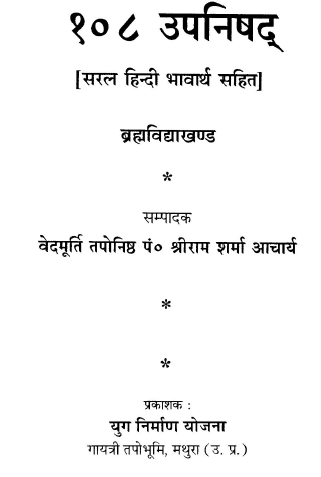 १०८ उपनिषद्
[सरल हिन्दी भावार्थ सहित]
ब्रह्मविद्याखण्ड
*
सम्पादक
वेदमूर्ति तपोनिष्ठ पं० श्रीराम शर्मा आचार्य
*
*
प्रकाशक :
युग निर्माण योजना
गायत्री तपोभूमि, मथुरा (उ. प्र.)